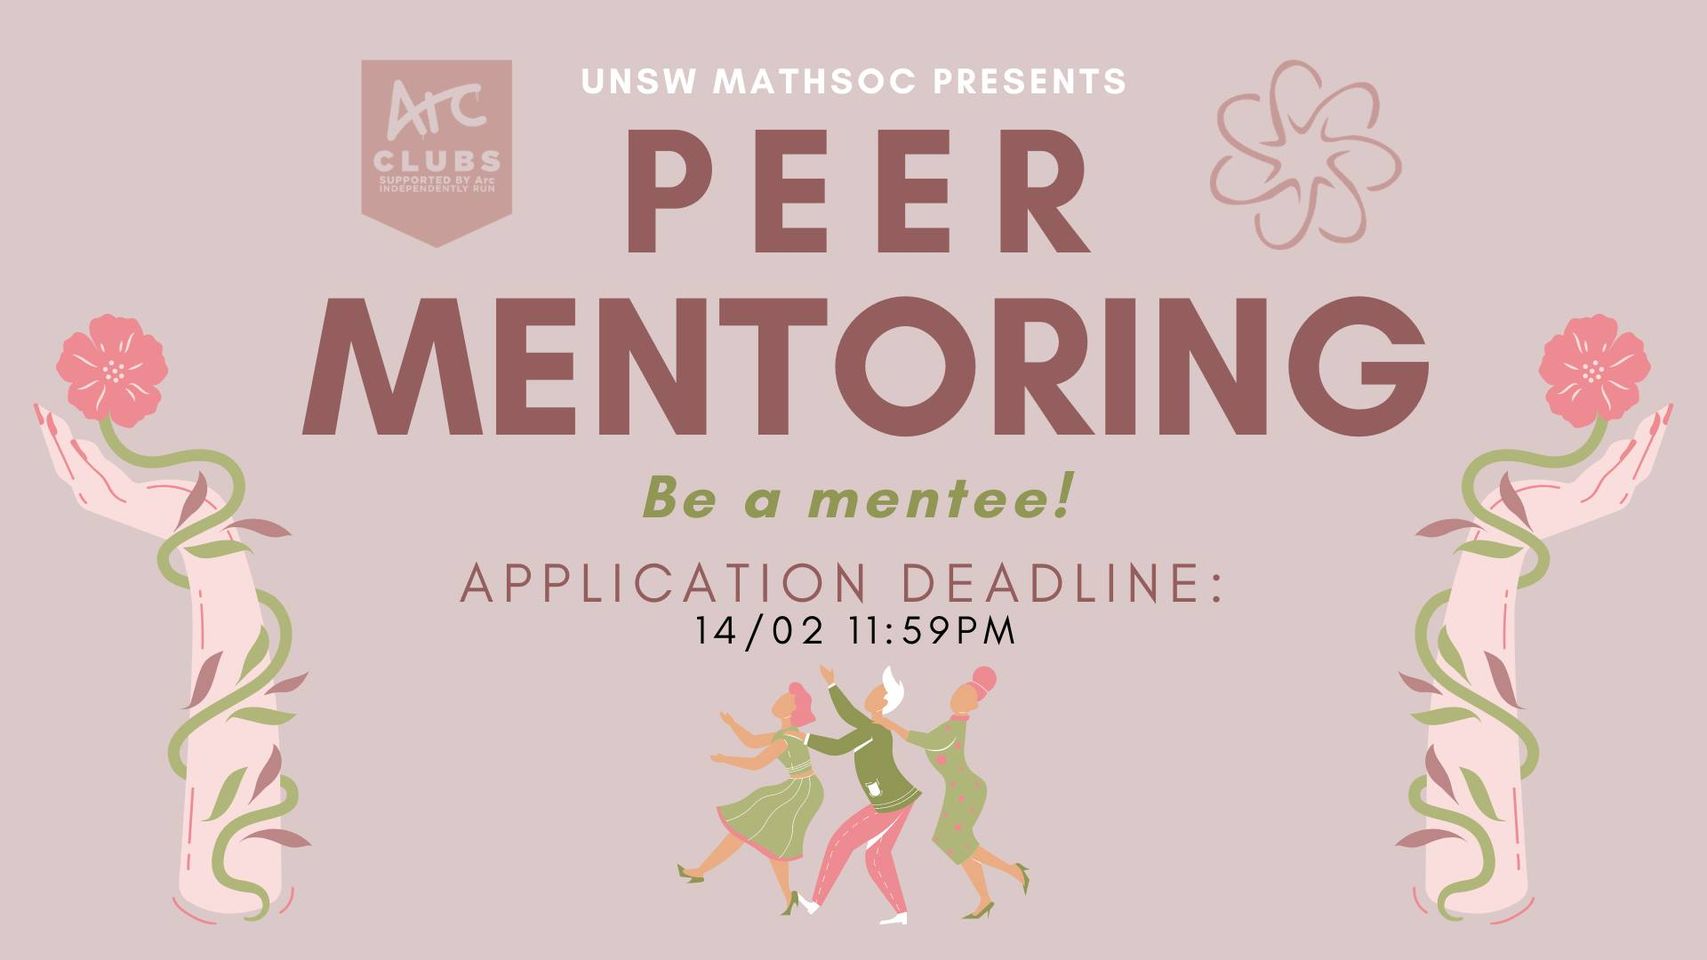 UNSW MATHSOC PRESENTS
Arc
CLUBS
SUPPORTED BY Arc
INDEPENDENTLY RUN
PEER
MENTORING
Be a mentee!
APPLICATION DEADLINE:
14/02 11:59PM